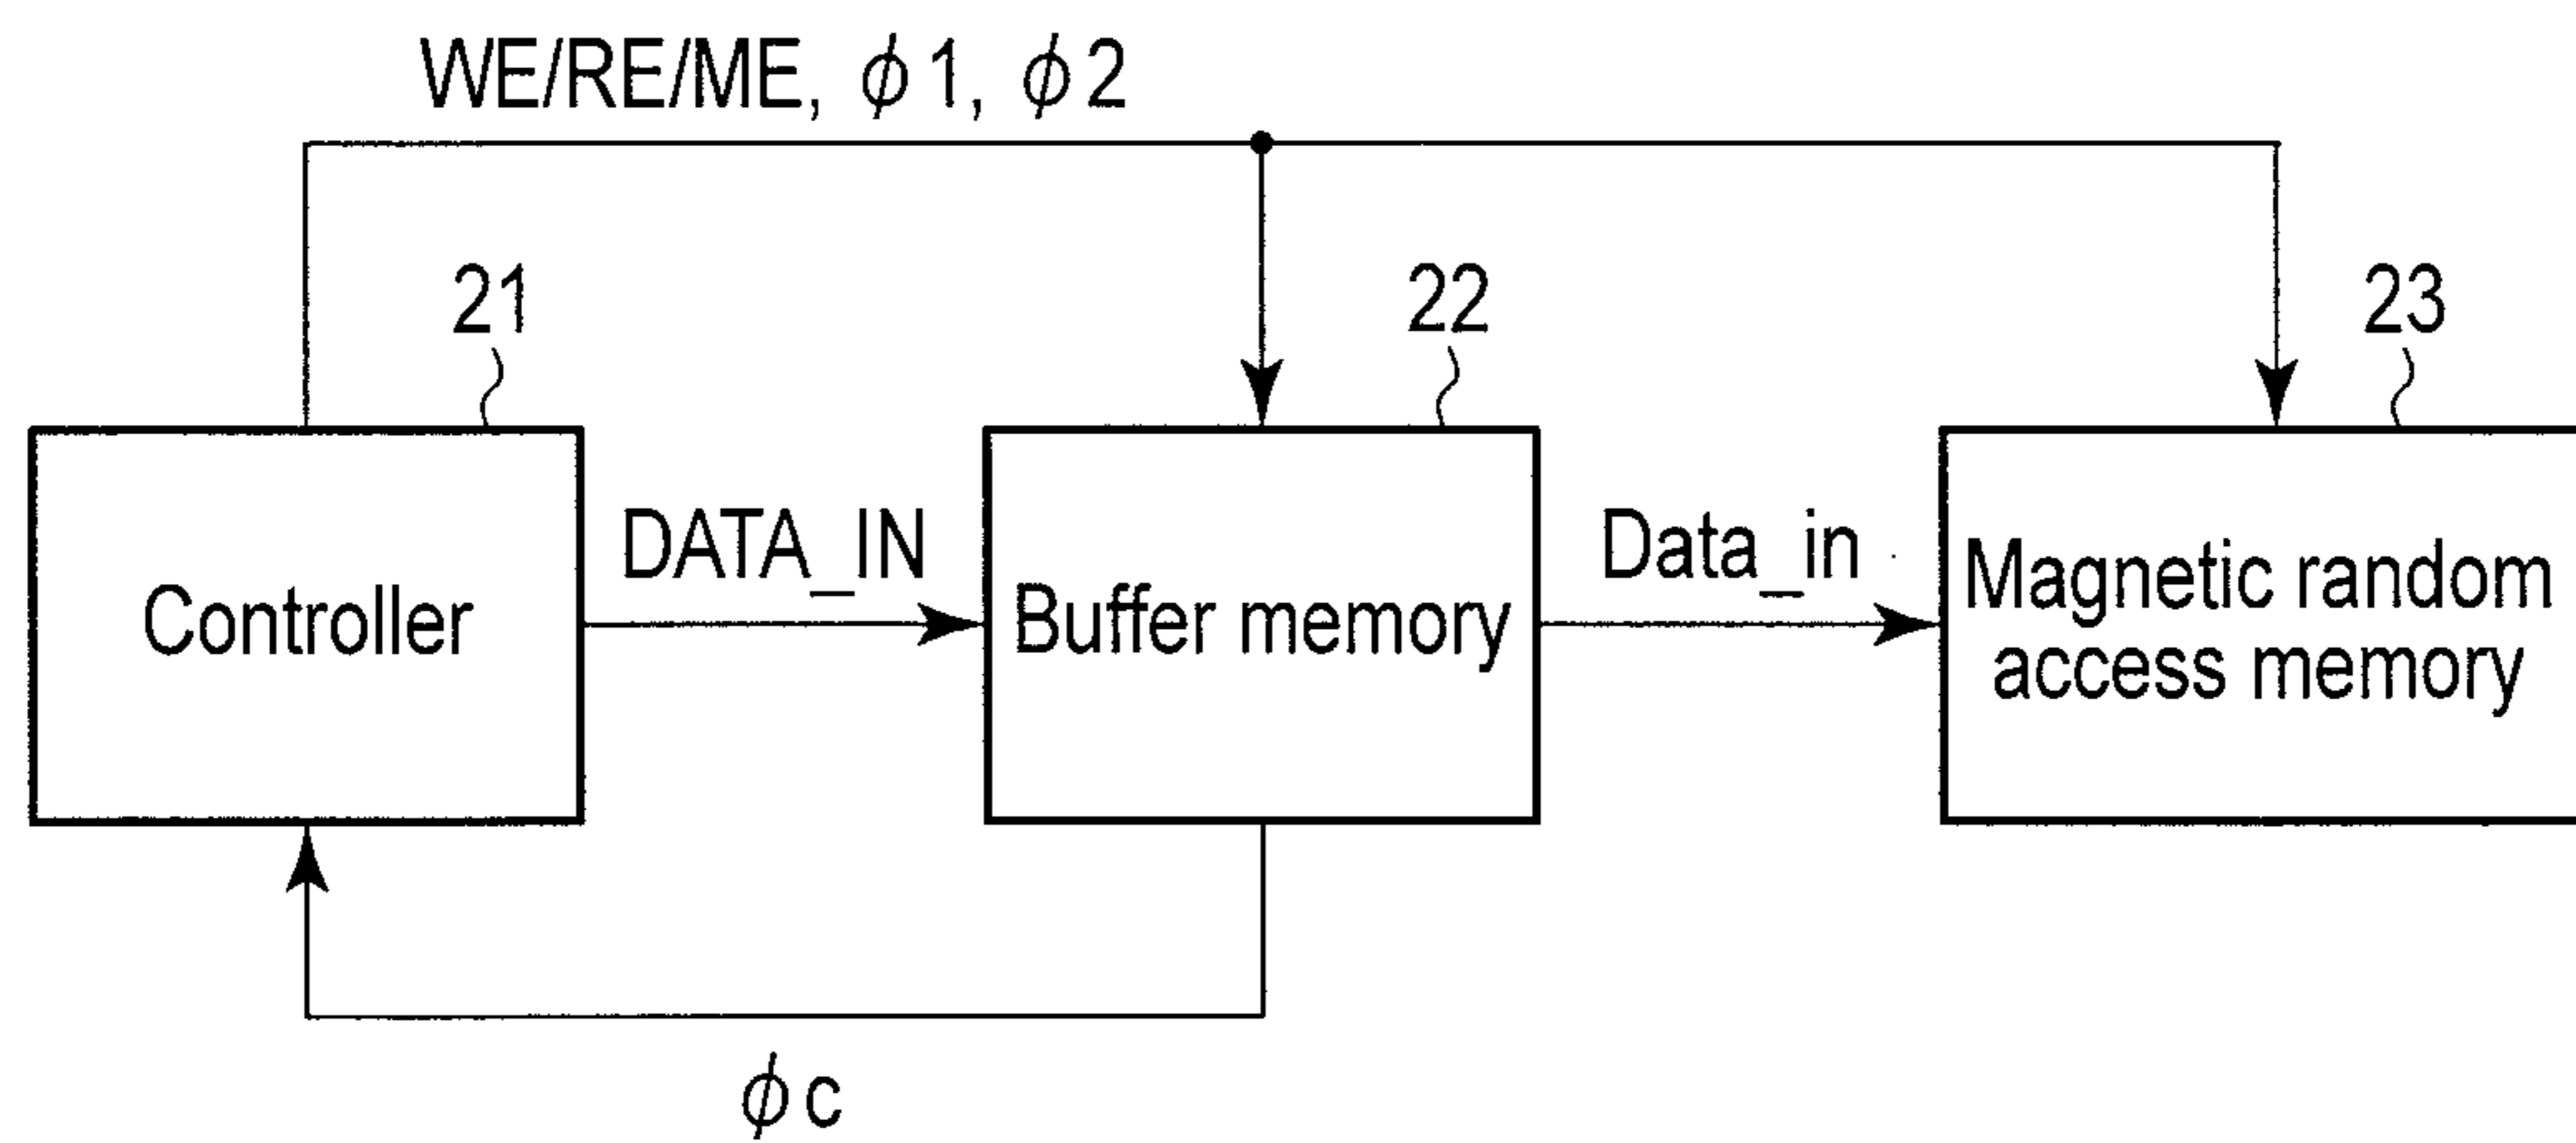 WE/RE/ME, ϕ1, ϕ2
21
22
23
Controller
DATA_IN
Buffer memory
Data_in
Magnetic random
access memory
ϕc